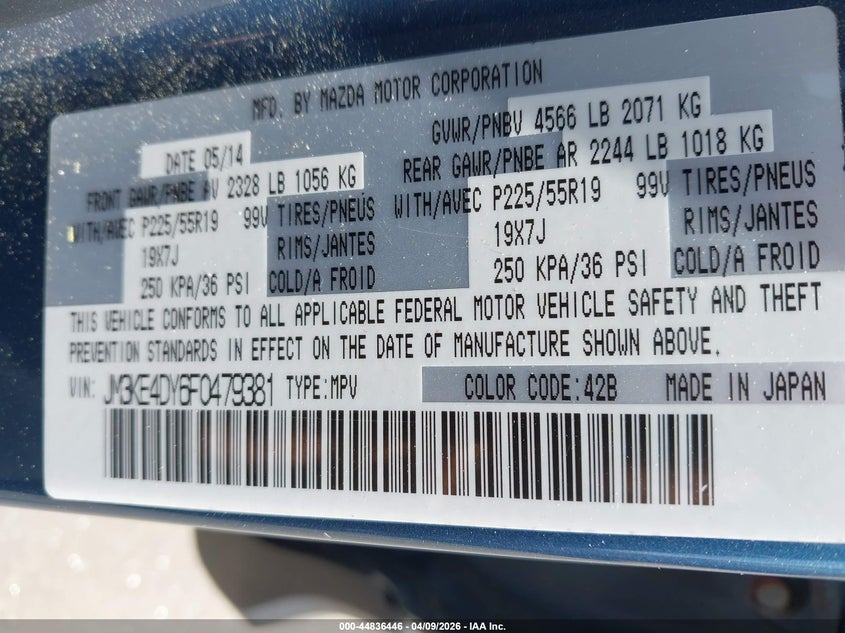 MFD. BY MAZDA MOTOR CORPORATION
DATE 05/14
GVWR/PNBV 4566 LB 2071 KG
FRONT GAWR/PNBE AV 2328 LB 1056 KG
REAR GAWR/PNBE AR 2244 LB 1018 KG
WITH/AVEC P225/55R19 99V TIRES/PNEUS
WITH/AVEC P225/55R19 99V TIRES/PNEUS
19X7J RIMS/JANTES
19X7J RIMS/JANTES
250 KPA/36 PSI COLD/A FROID
250 KPA/36 PSI COLD/A FROID
THIS VEHICLE CONFORMS TO ALL APPLICABLE FEDERAL MOTOR VEHICLE SAFETY AND THEFT
PREVENTION STANDARDS IN EFFECT ON THE DATE OF MANUFACTURE SHOWN ABOVE.
VIN: JM3KE4DY6F0479381 TYPE:MPV COLOR CODE:42B MADE IN JAPAN
000-44836446 - 04/09/2026 - IAA Inc.